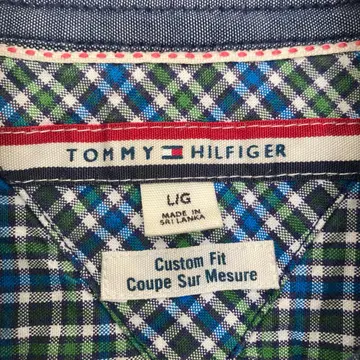 TOMMY HILFIGER
L/G
MADE IN
SRI LANKA
Custom Fit
Coupe Sur Mesure